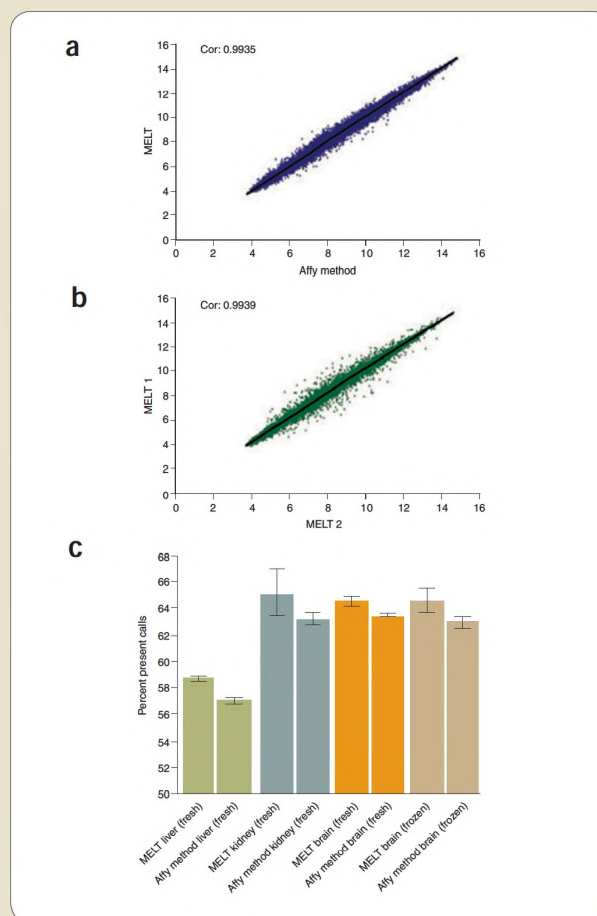 a
Cor: 0.9935
16
14
12
10
8
6
4
2
0
MELT
0 2 4 6 8 10 12 14 16
Affy method
b
Cor: 0.9939
16
14
12
10
8
6
4
2
0
MELT 1
0 2 4 6 8 10 12 14 16
MELT 2
c
68
66
64
62
60
58
56
54
52
50
Percent present calls
MELT liver (fresh)
Affy method liver (fresh)
MELT kidney (fresh)
Affy method kidney (fresh)
MELT brain (fresh)
Affy method brain (fresh)
MELT brain (frozen)
Affy method brain (frozen)